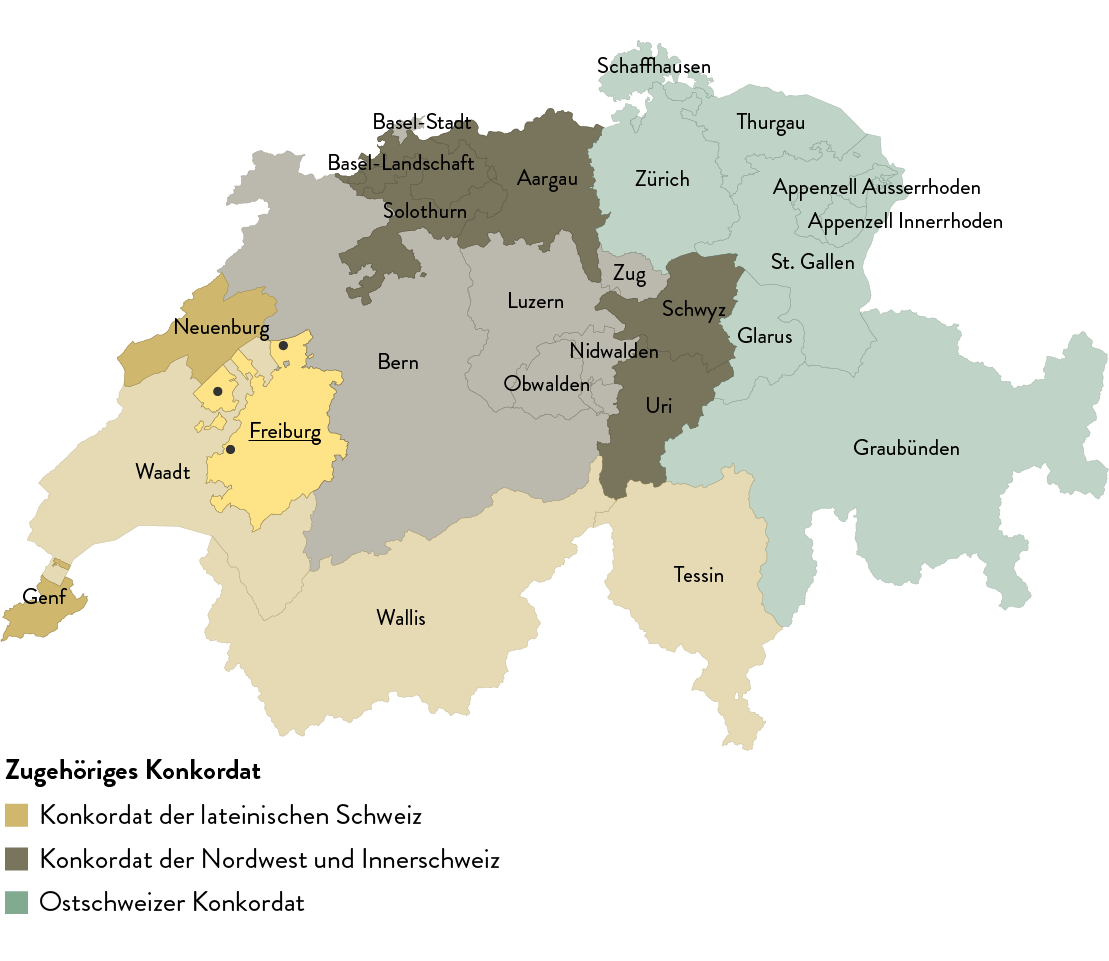 Schaffhausen
Basel-Stadt
Thurgau
Basel-Landschaft
Aargau
Zürich
Appenzell Ausserrhoden
Solothurn
Appenzell Innerrhoden
St. Gallen
Zug
Luzern
Schwyz
Neuenburg
Glarus
Nidwalden
Bern
Obwalden
Uri
Freiburg
Graubünden
Waadt
Tessin
Genf
Wallis
Zugehöriges Konkordat
Konkordat der lateinischen Schweiz
Konkordat der Nordwest und Innerschweiz
Ostschweizer Konkordat